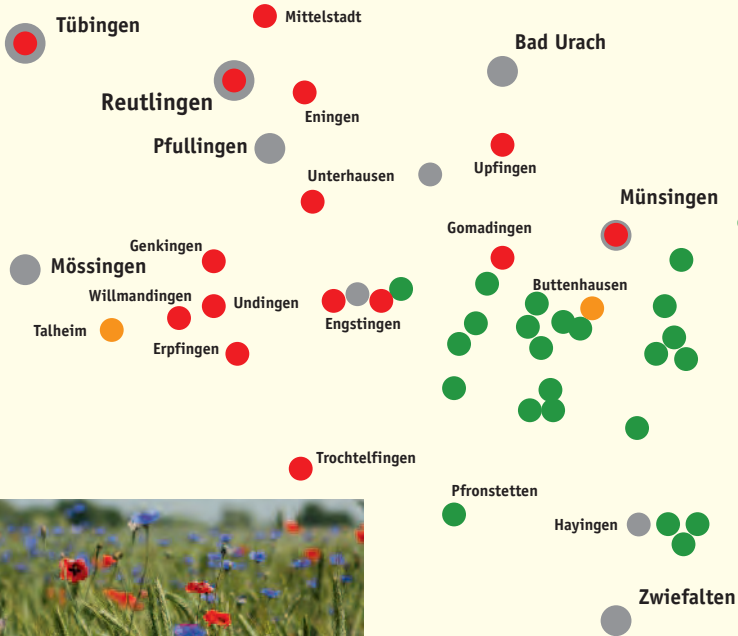 Mittelstadt
Tübingen
Bad Urach
Reutlingen
Eningen
Pfullingen
Upfingen
Unterhausen
Münsingen
Gomadingen
Genkingen
Mössingen
Buttenhausen
Willmandingen
Undingen
Engstingen
Talheim
Erpfingen
Trochtelfingen
Pfronstetten
Hayingen
Zwiefalten